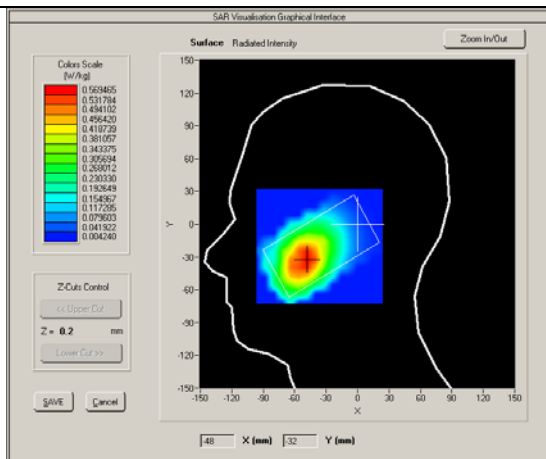 SAR Visualisation Graphical Interface
Surface Radiated Intensity
Zoom In/Out
Colors Scale
(W/kg)
0.569465
0.531784
0.494102
0.456420
0.418739
0.381057
0.343375
0.305694
0.268012
0.230330
0.192649
0.154967
0.117285
0.079603
0.041922
0.004240
Z-Cuts Control
<< Upper Cut
Z = 0.2 mm
Lower Cut >>
SAVE Cancel
150-
120-
90-
60-
30-
0-
-30-
-60-
-90-
-120-
-150-
Y
-150 -120 -90 -60 -30 0 30 60 90 120 150
X
-48 X (mm) -32 Y (mm)